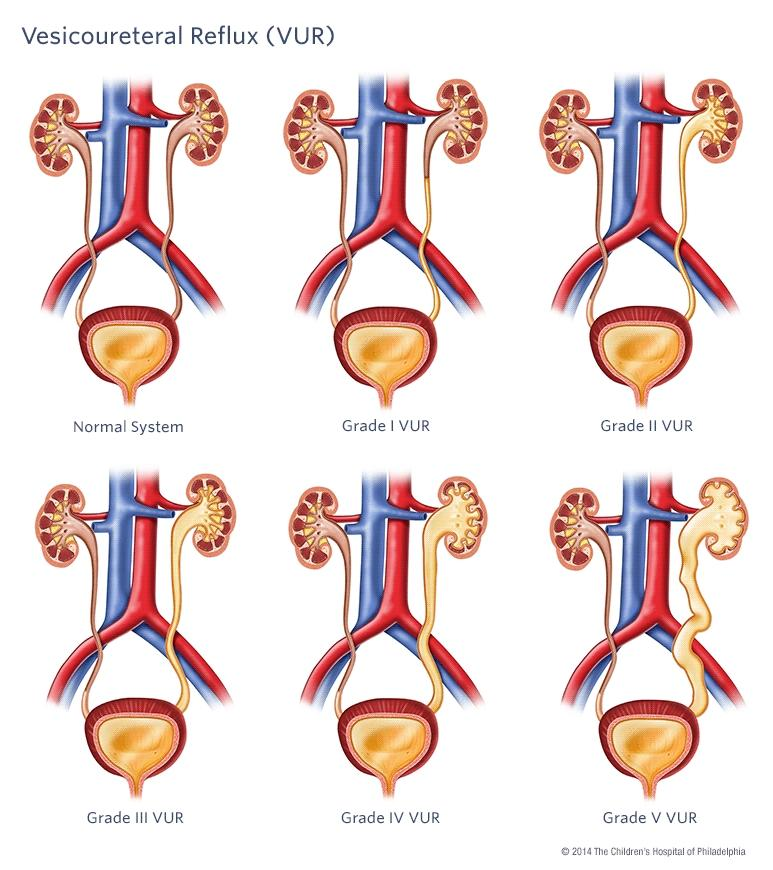 Vesicoureteral Reflux (VUR)
Normal System
Grade I VUR
Grade II VUR
Grade III VUR
Grade IV VUR
Grade V VUR
© 2014 The Children's Hospital of Philadelphia